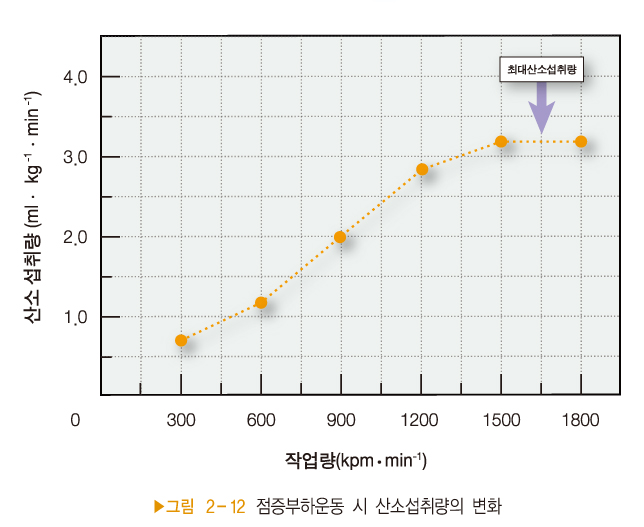 최대산소섭취량
4.0
3.0
2.0
1.0
산소 섭취량 (ml · kg⁻¹ · min⁻¹)
0 300 600 900 1200 1500 1800
작업량(kpm · min⁻¹)
▶그림 2-12 점증부하운동 시 산소섭취량의 변화